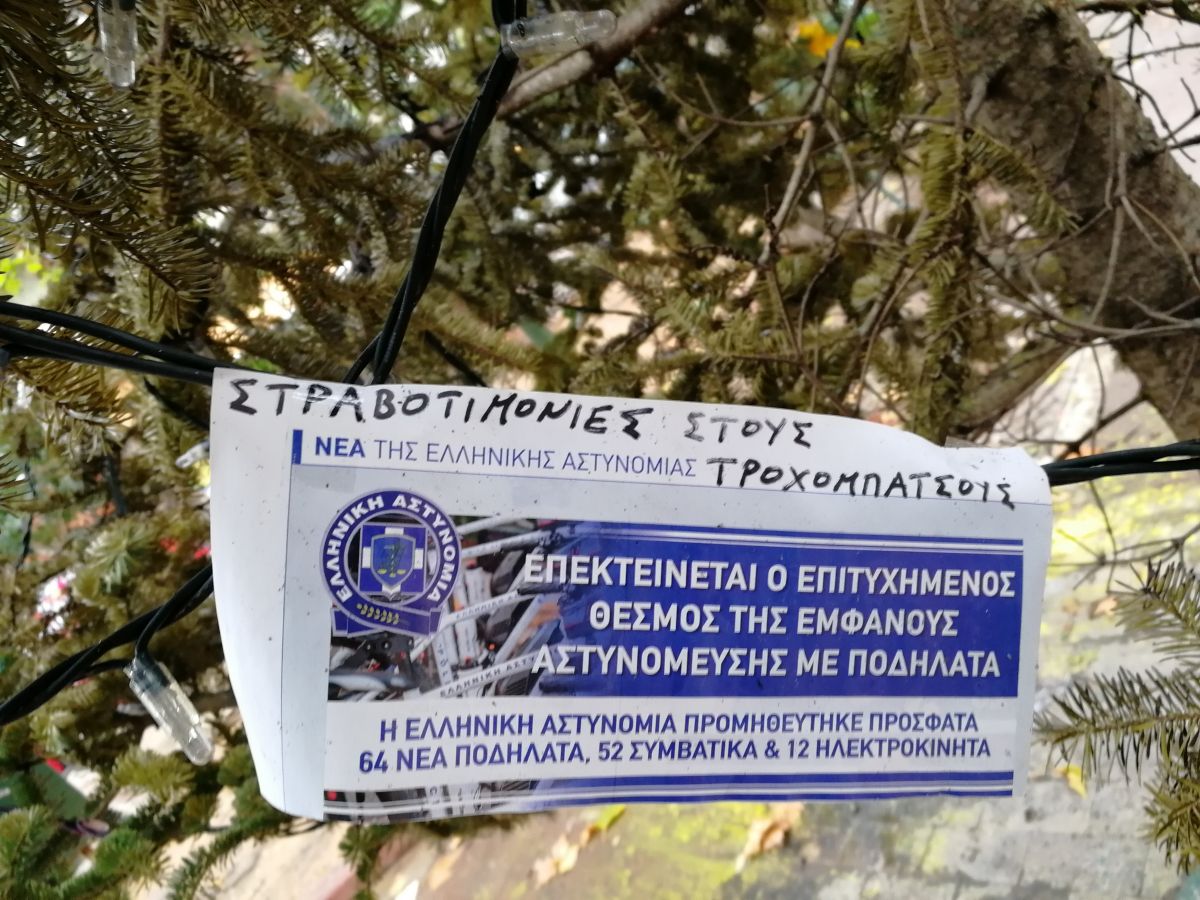 ΣΤΡΑΒΟΤΙΜΟΝΙΕΣ ΣΤΟΥΣ
ΤΡΟΧΟΜΠΑΤΣΟΥΣ
ΝΕΑ ΤΗΣ ΕΛΛΗΝΙΚΗΣ ΑΣΤΥΝΟΜΙΑΣ
ΕΛΛΗΝΙΚΗ ΑΣΤΥΝΟΜΙΑ
ΕΠΕΚΤΕΙΝΕΤΑΙ Ο ΕΠΙΤΥΧΗΜΕΝΟΣ
ΘΕΣΜΟΣ ΤΗΣ ΕΜΦΑΝΟΥΣ
ΑΣΤΥΝΟΜΕΥΣΗΣ ΜΕ ΠΟΔΗΛΑΤΑ
Η ΕΛΛΗΝΙΚΗ ΑΣΤΥΝΟΜΙΑ ΠΡΟΜΗΘΕΥΤΗΚΕ ΠΡΟΣΦΑΤΑ
64 ΝΕΑ ΠΟΔΗΛΑΤΑ, 52 ΣΥΜΒΑΤΙΚΑ & 12 ΗΛΕΚΤΡΟΚΙΝΗΤΑ